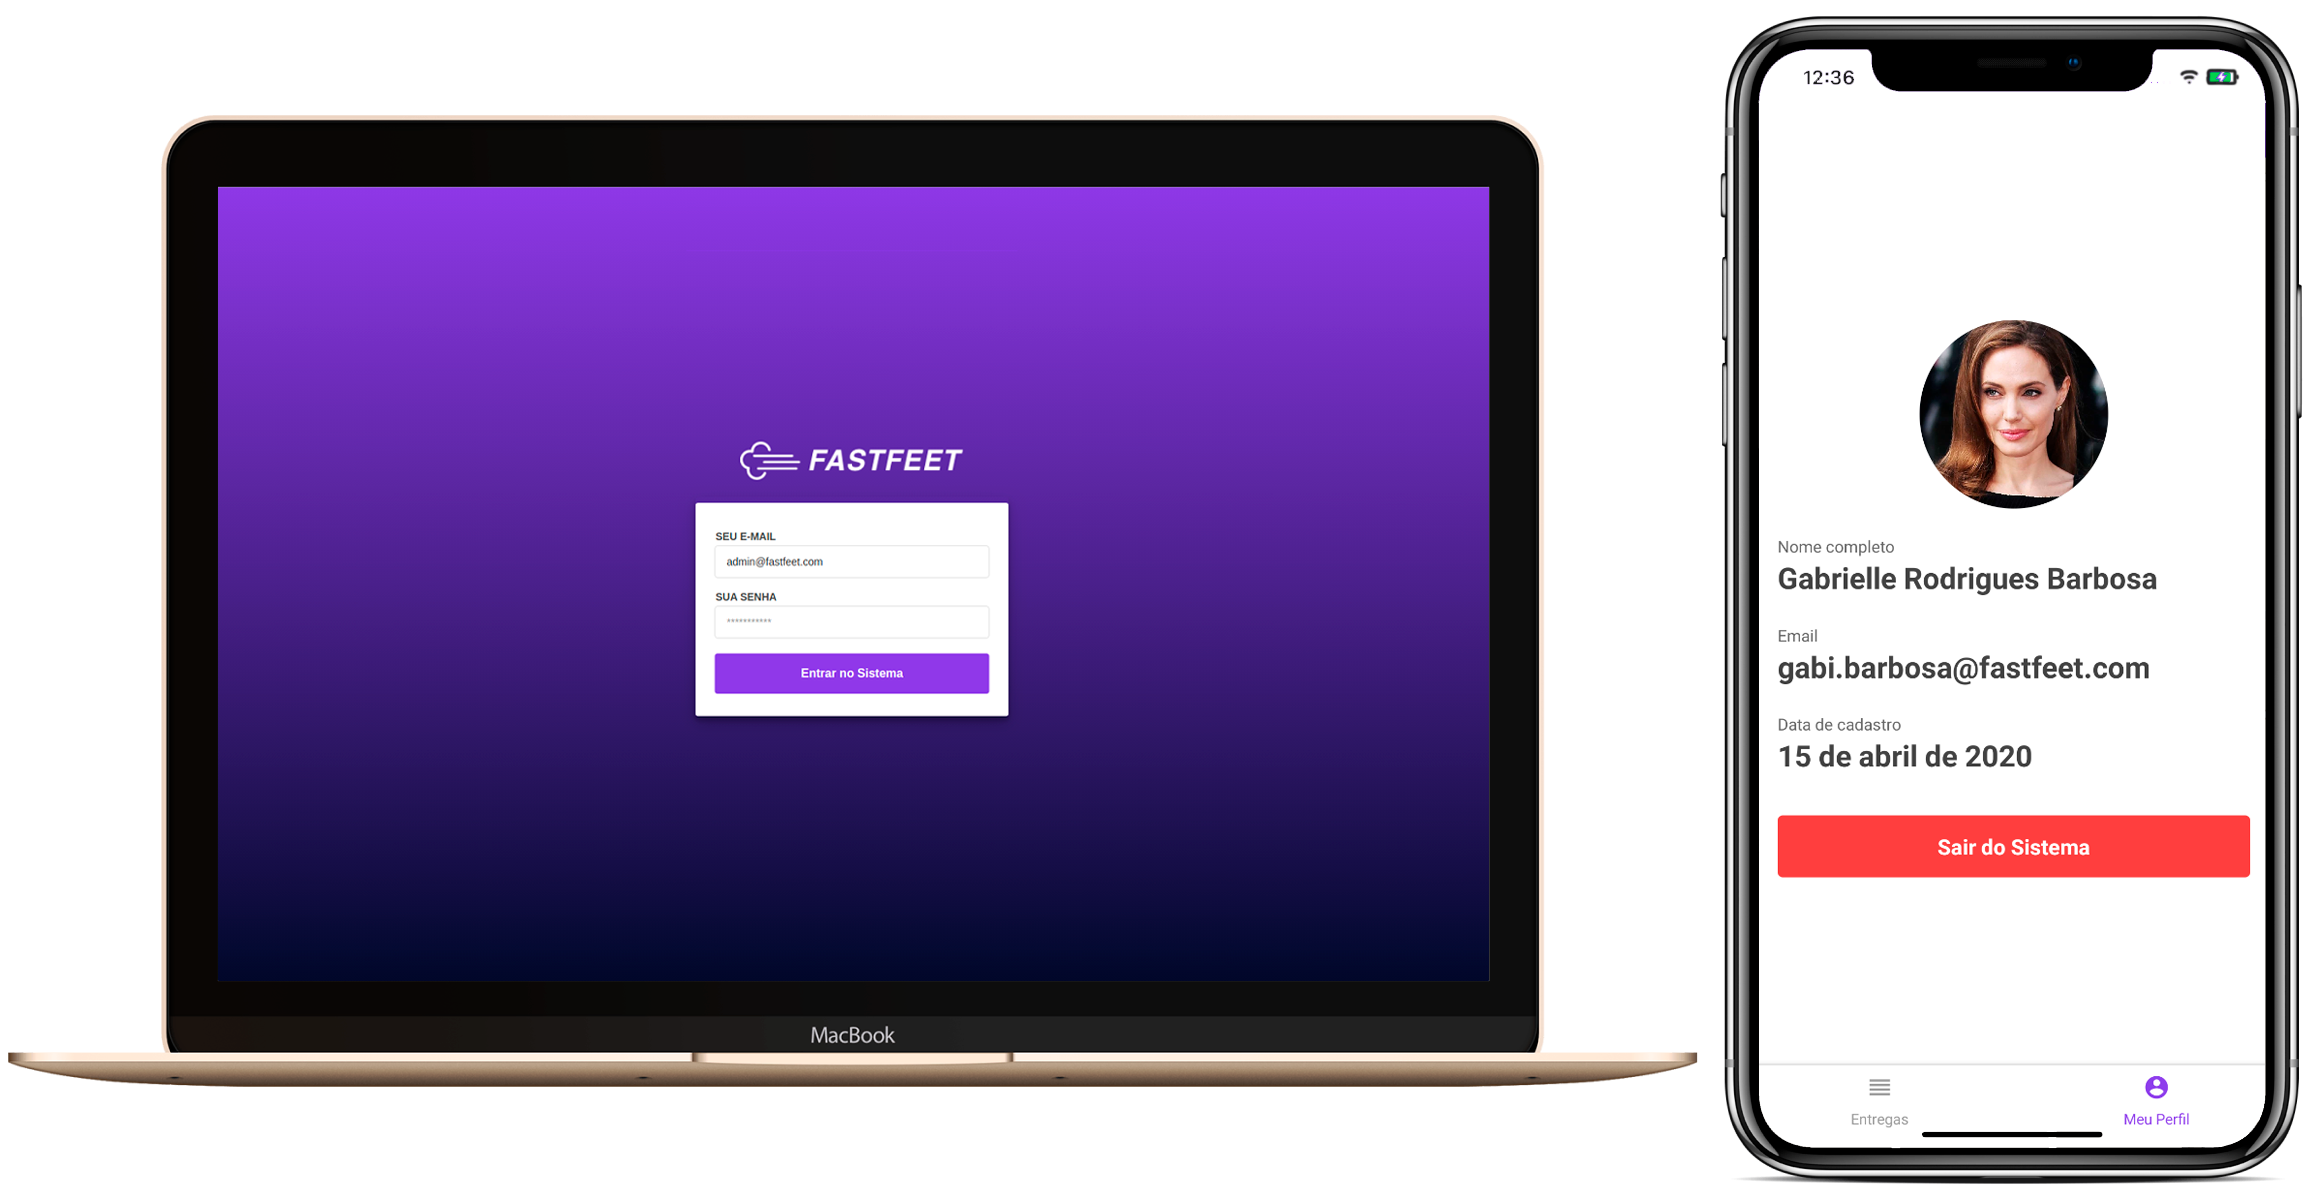 FASTFEET
SEU E-MAIL
admin@fastfeet.com
SUA SENHA
***********
Entrar no Sistema
MacBook
12:36
Nome completo
Gabrielle Rodrigues Barbosa
Email
gabi.barbosa@fastfeet.com
Data de cadastro
15 de abril de 2020
Sair do Sistema
Entregas
Meu Perfil